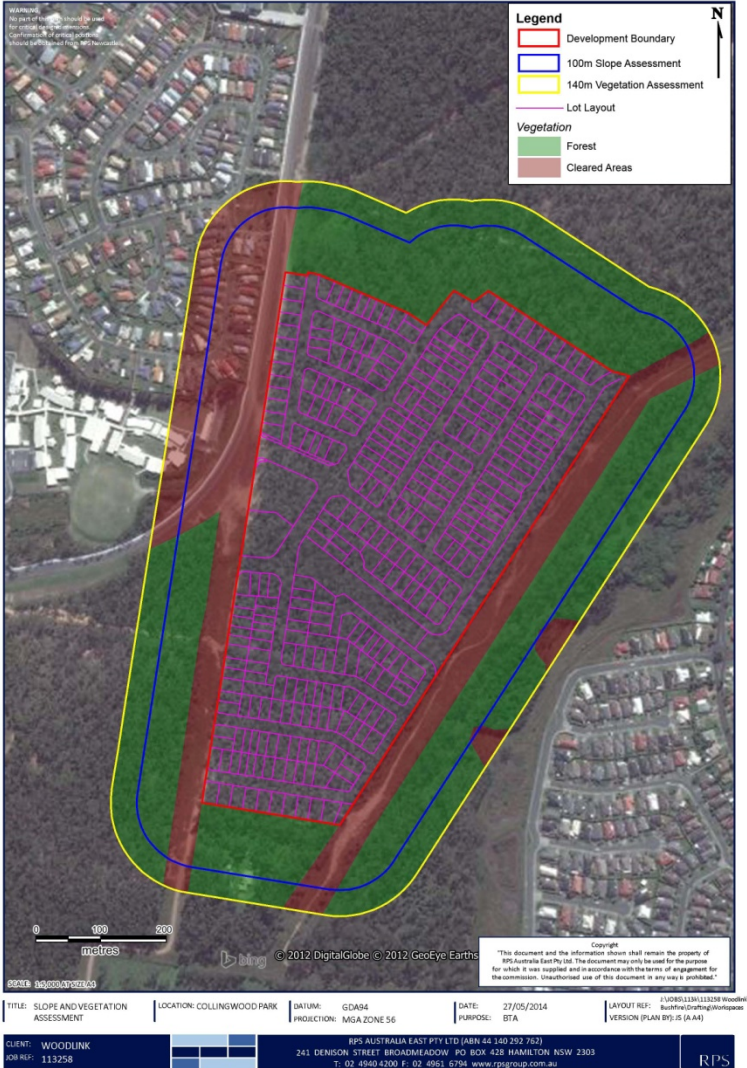 WARNING
No part of this plan should be used
for critical design dimensions.
Confirmation of critical positions
should be obtained from RPS Newcastle.
Legend
Development Boundary
100m Slope Assessment
140m Vegetation Assessment
Lot Layout
Vegetation
Forest
Cleared Areas
N
0 100 200
metres
SCALE: 1:5,000 AT SIZE A4
bing © 2012 DigitalGlobe © 2012 GeoEye Earths
Copyright
"This document and the information shown shall remain the property of
RPS Australia East Pty Ltd. The document may only be used for the purpose
for which it was supplied and in accordance with the terms of engagement for
the commission. Unauthorised use of this document in any way is prohibited."
TITLE: SLOPE AND VEGETATION
ASSESSMENT
LOCATION: COLLINGWOOD PARK
DATUM: GDA94
PROJECTION: MGA ZONE 56
DATE: 27/05/2014
PURPOSE: BTA
LAYOUT REF:
VERSION (PLAN BY): JS (A A4)
CLIENT: WOODLINK
JOB REF: 113258
RPS AUSTRALIA EAST PTY LTD (ABN 44 140 292 762)
241 DENISON STREET BROADMEADOW PO BOX 428 HAMILTON NSW 2303
T: 02 4940 4200 F: 02 4961 6794 www.rpsgroup.com.au
RPS